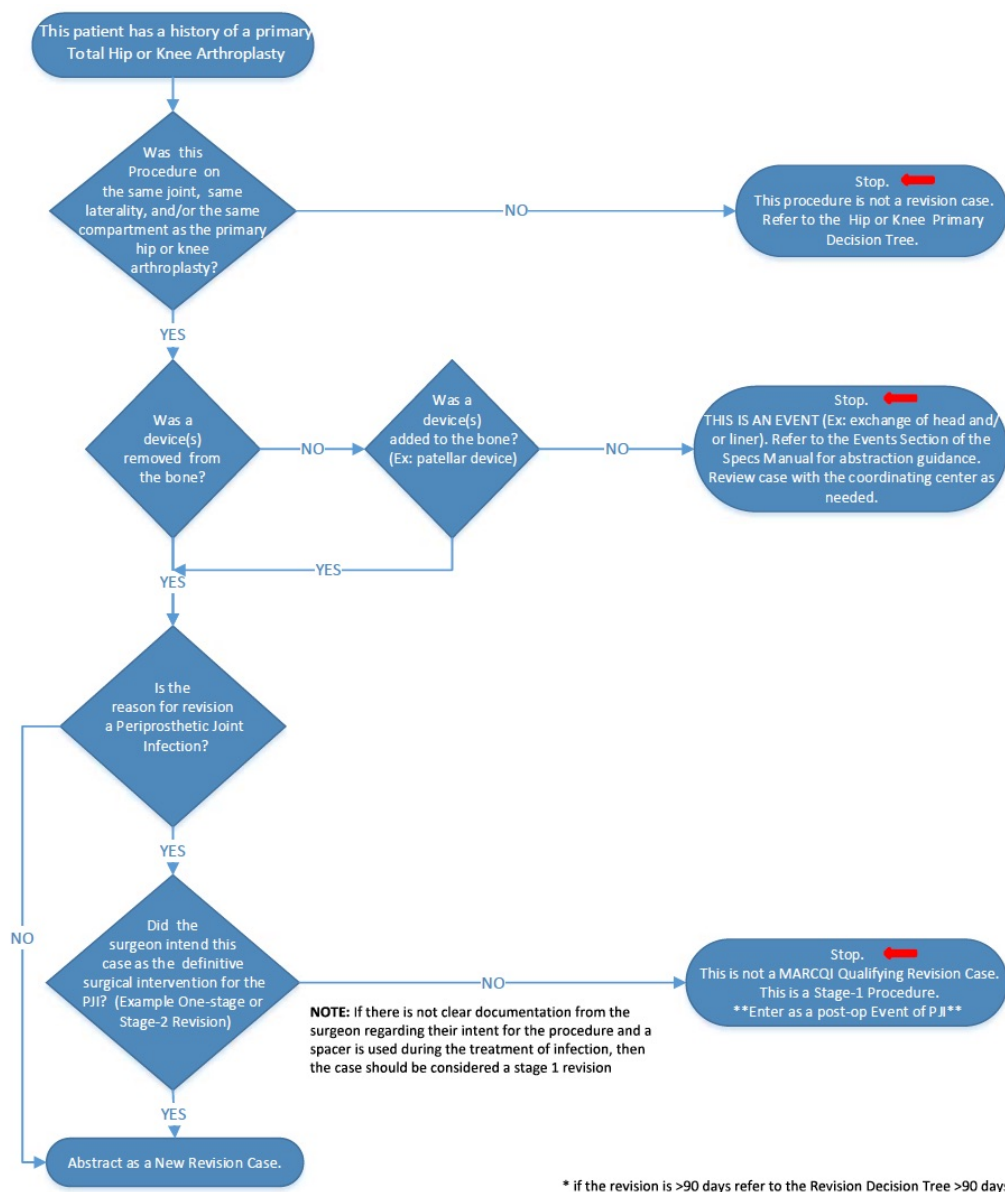 This patient has a history of a primary
Total Hip or Knee Arthroplasty
Was this
Procedure on
the same joint, same
laterality, and/or the same
compartment as the primary
hip or knee
arthroplasty?
NO
Stop.
This procedure is not a revision case.
Refer to the Hip or Knee Primary
Decision Tree.
YES
Was a
device(s)
removed from
the bone?
NO
Was a
device(s)
added to the bone?
(Ex: patellar device)
NO
Stop.
THIS IS AN EVENT (Ex: exchange of head and/
or liner). Refer to the Events Section of the
Specs Manual for abstraction guidance.
Review case with the coordinating center as
needed.
YES
YES
Is the
reason for revision
a Periprosthetic Joint
Infection?
YES
NO
Did the
surgeon intend this
case as the definitive
surgical intervention for the
PJI? (Example One-stage or
Stage-2 Revision)
NO
Stop.
This is not a MARCQI Qualifying Revision Case.
This is a Stage-1 Procedure.
**Enter as a post-op Event of PJI**
NOTE: If there is not clear documentation from the
surgeon regarding their intent for the procedure and a
spacer is used during the treatment of infection, then
the case should be considered a stage 1 revision
YES
Abstract as a New Revision Case.
* if the revision is >90 days refer to the Revision Decision Tree >90 days